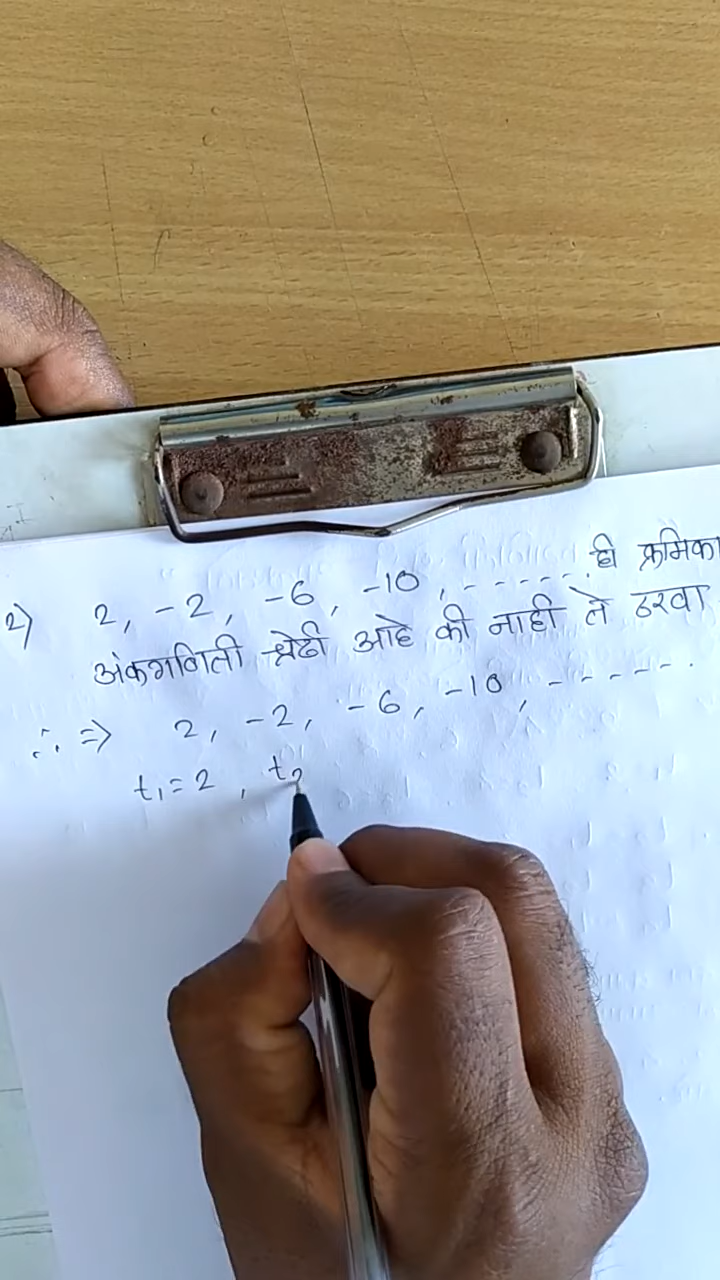 2) 2, -2, -6, -10, ------. ही क्रमिका
अंकगणिती श्रेढी आहे की नाही ते ठरवा.
∴ ⇒ 2, -2, -6, -10, ------.
t₁ = 2 , t₂